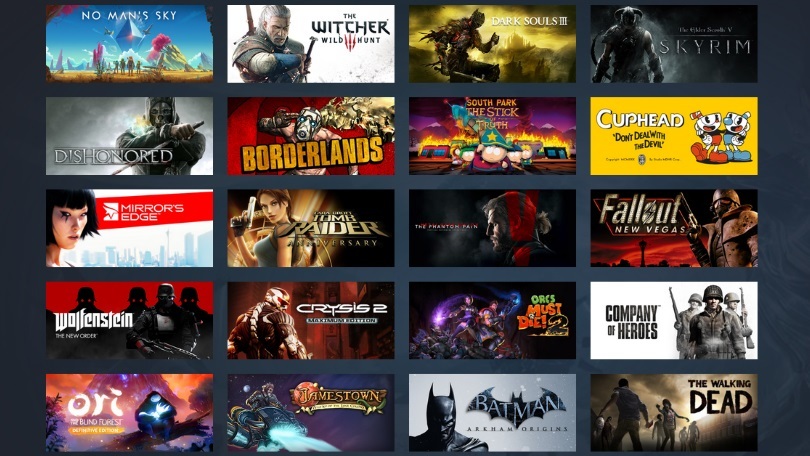 NO MAN'S SKY
THE
WITCHER
WILD HUNT
DARK SOULS III
The Elder Scrolls V
SKYRIM
DISHONORED
BORDERLANDS
SOUTH PARK
THE STICK
OF
TRUTH
CUPHEAD
"DON'T DEAL WITH
THE DEVIL"
MIRROR'S
EDGE
TOMB
RAIDER
ANNIVERSARY
THE PHANTOM PAIN
Fallout
NEW VEGAS
Wolfenstein
THE NEW ORDER
CRYSIS 2
MAXIMUM EDITION
ORCS
MUST
DIE! 2
COMPANY
OF HEROES
ori
AND THE BLIND FOREST
DEFINITIVE EDITION
JAMESTOWN
BATMAN
ARKHAM ORIGINS
THE WALKING
DEAD